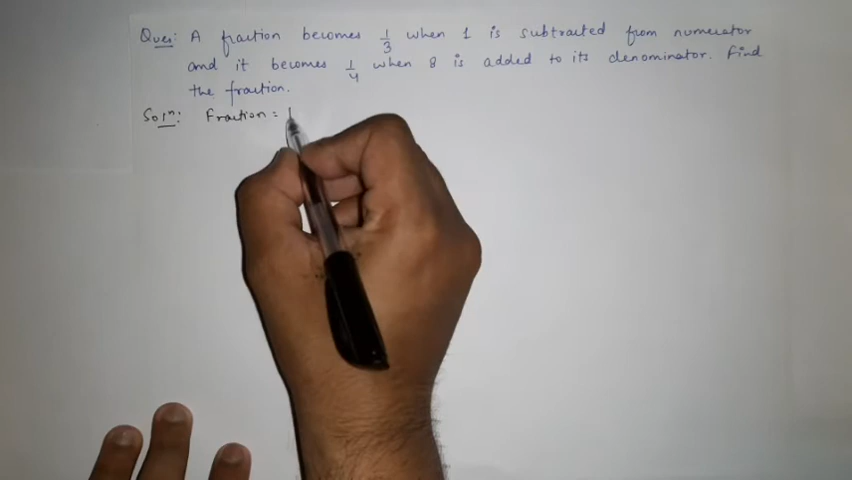 Ques: A fraction becomes 1/3 when 1 is subtracted from numerator
and it becomes 1/4 when 8 is added to its denominator. Find
the fraction.
Solⁿ: Fraction =